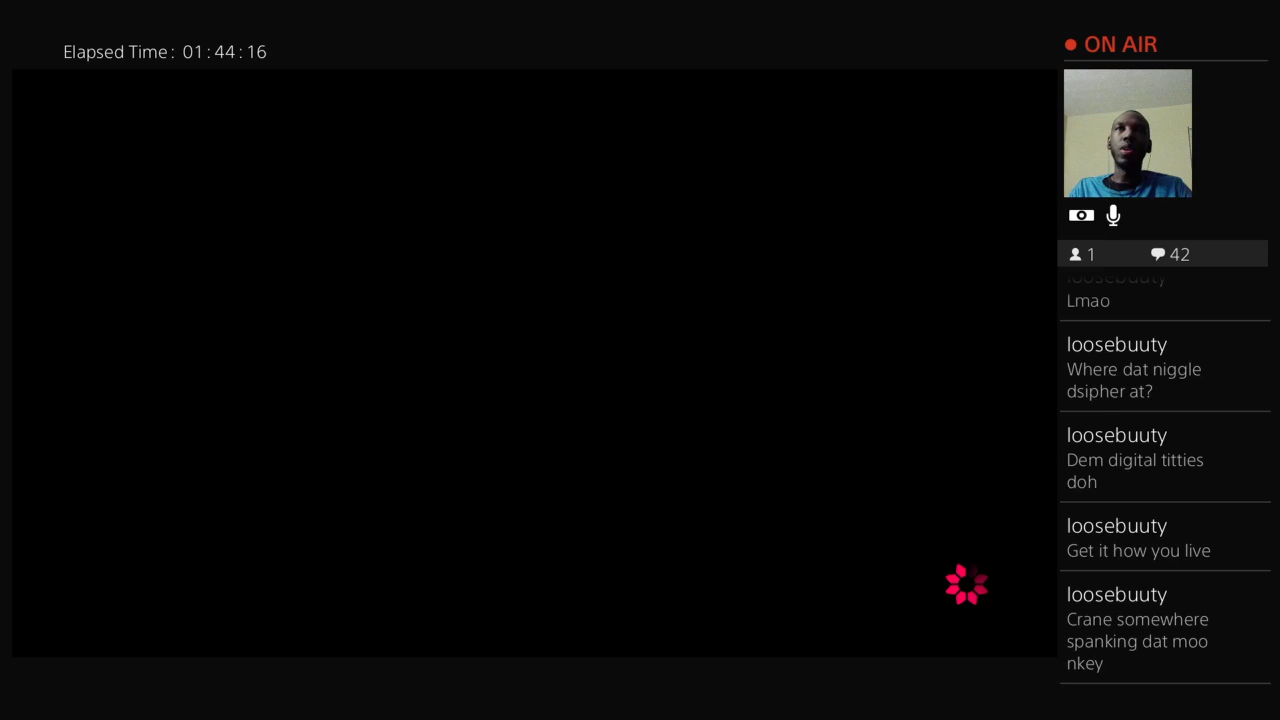 Elapsed Time: 01:44:16
ON AIR
1
42
loosebuuty
Lmao
loosebuuty
Where dat niggle
dsipher at?
loosebuuty
Dem digital titties
doh
loosebuuty
Get it how you live
loosebuuty
Crane somewhere
spanking dat moo
nkey